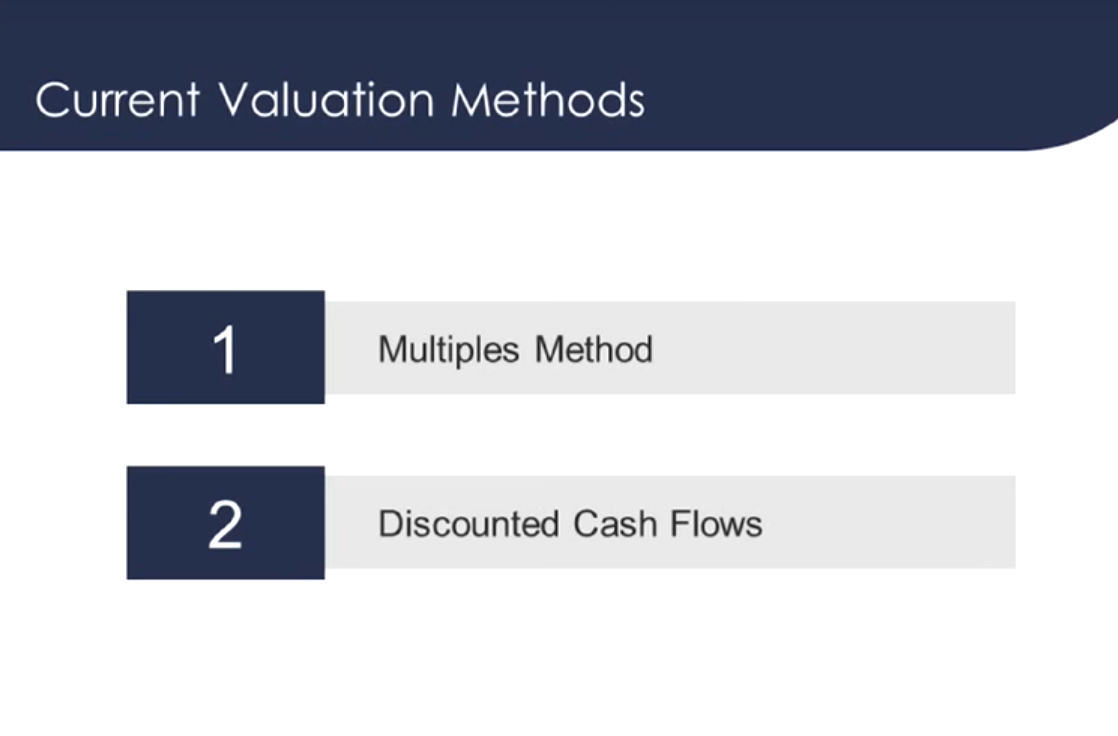 Current Valuation Methods
1
Multiples Method
2
Discounted Cash Flows